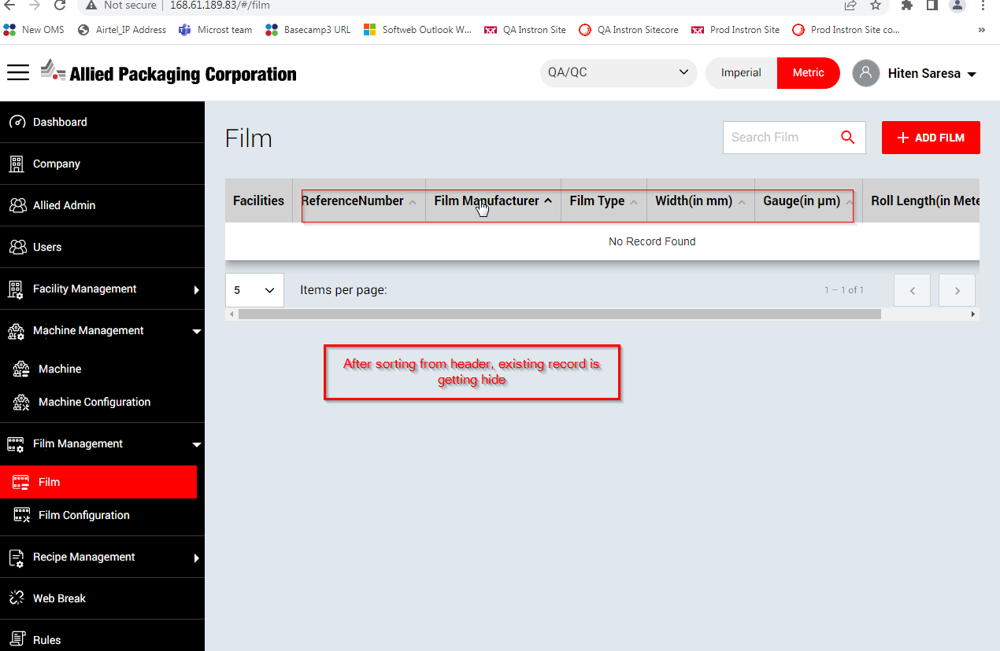 Not secure | 168.61.189.83/#/film
New OMS Airtel_IP Address Microst team Basecamp3 URL Softweb Outlook W... QA Instron Site QA Instron Sitecore Prod Instron Site Prod Instron Site co... »
Allied Packaging Corporation
QA/QC
Imperial Metric
Hiten Saresa
Dashboard
Company
Allied Admin
Users
Facility Management
Machine Management
Machine
Machine Configuration
Film Management
Film
Film Configuration
Recipe Management
Web Break
Rules
Film
Search Film
+ ADD FILM
Facilities ReferenceNumber Film Manufacturer Film Type Width(in mm) Gauge(in µm) Roll Length(in Mete
No Record Found
5 Items per page: 1 – 1 of 1
After sorting from header, existing record is
getting hide